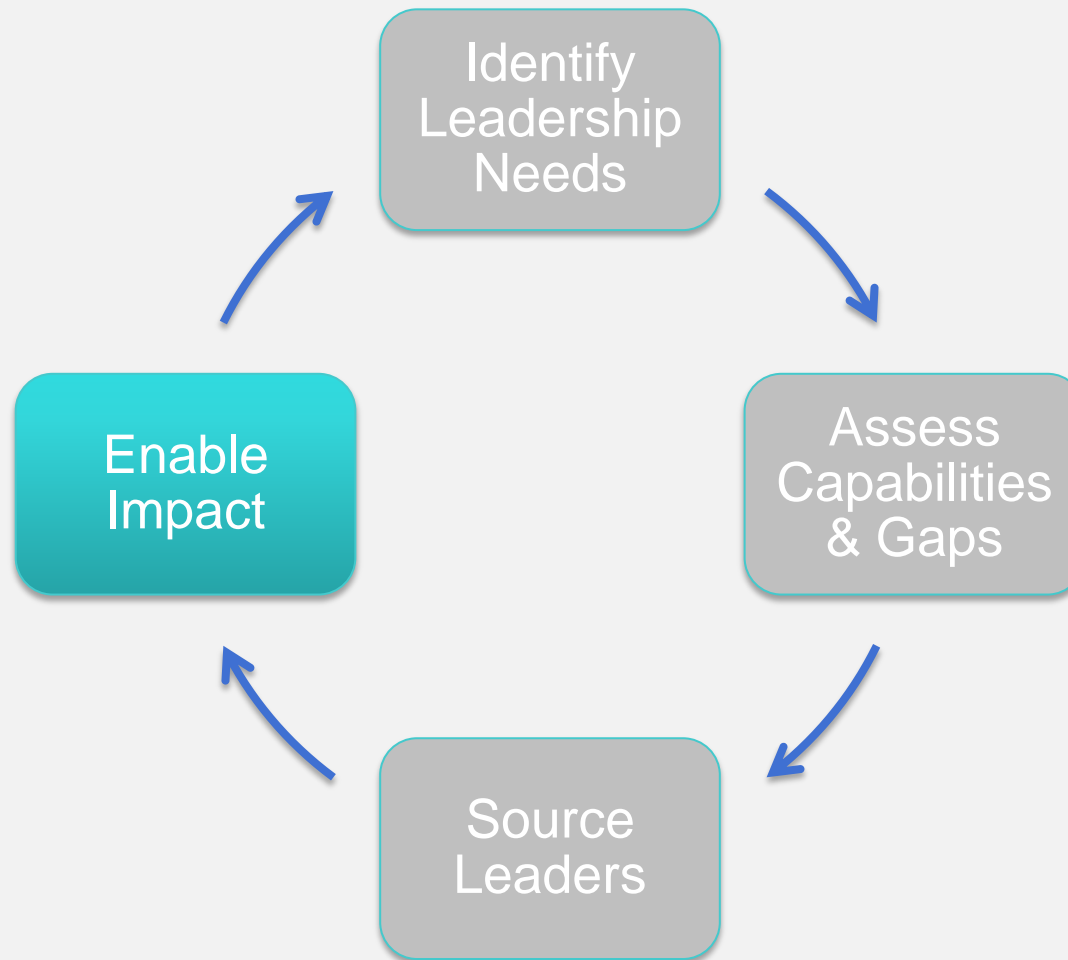 Identify
Leadership
Needs
Enable
Impact
Assess
Capabilities
& Gaps
Source
Leaders